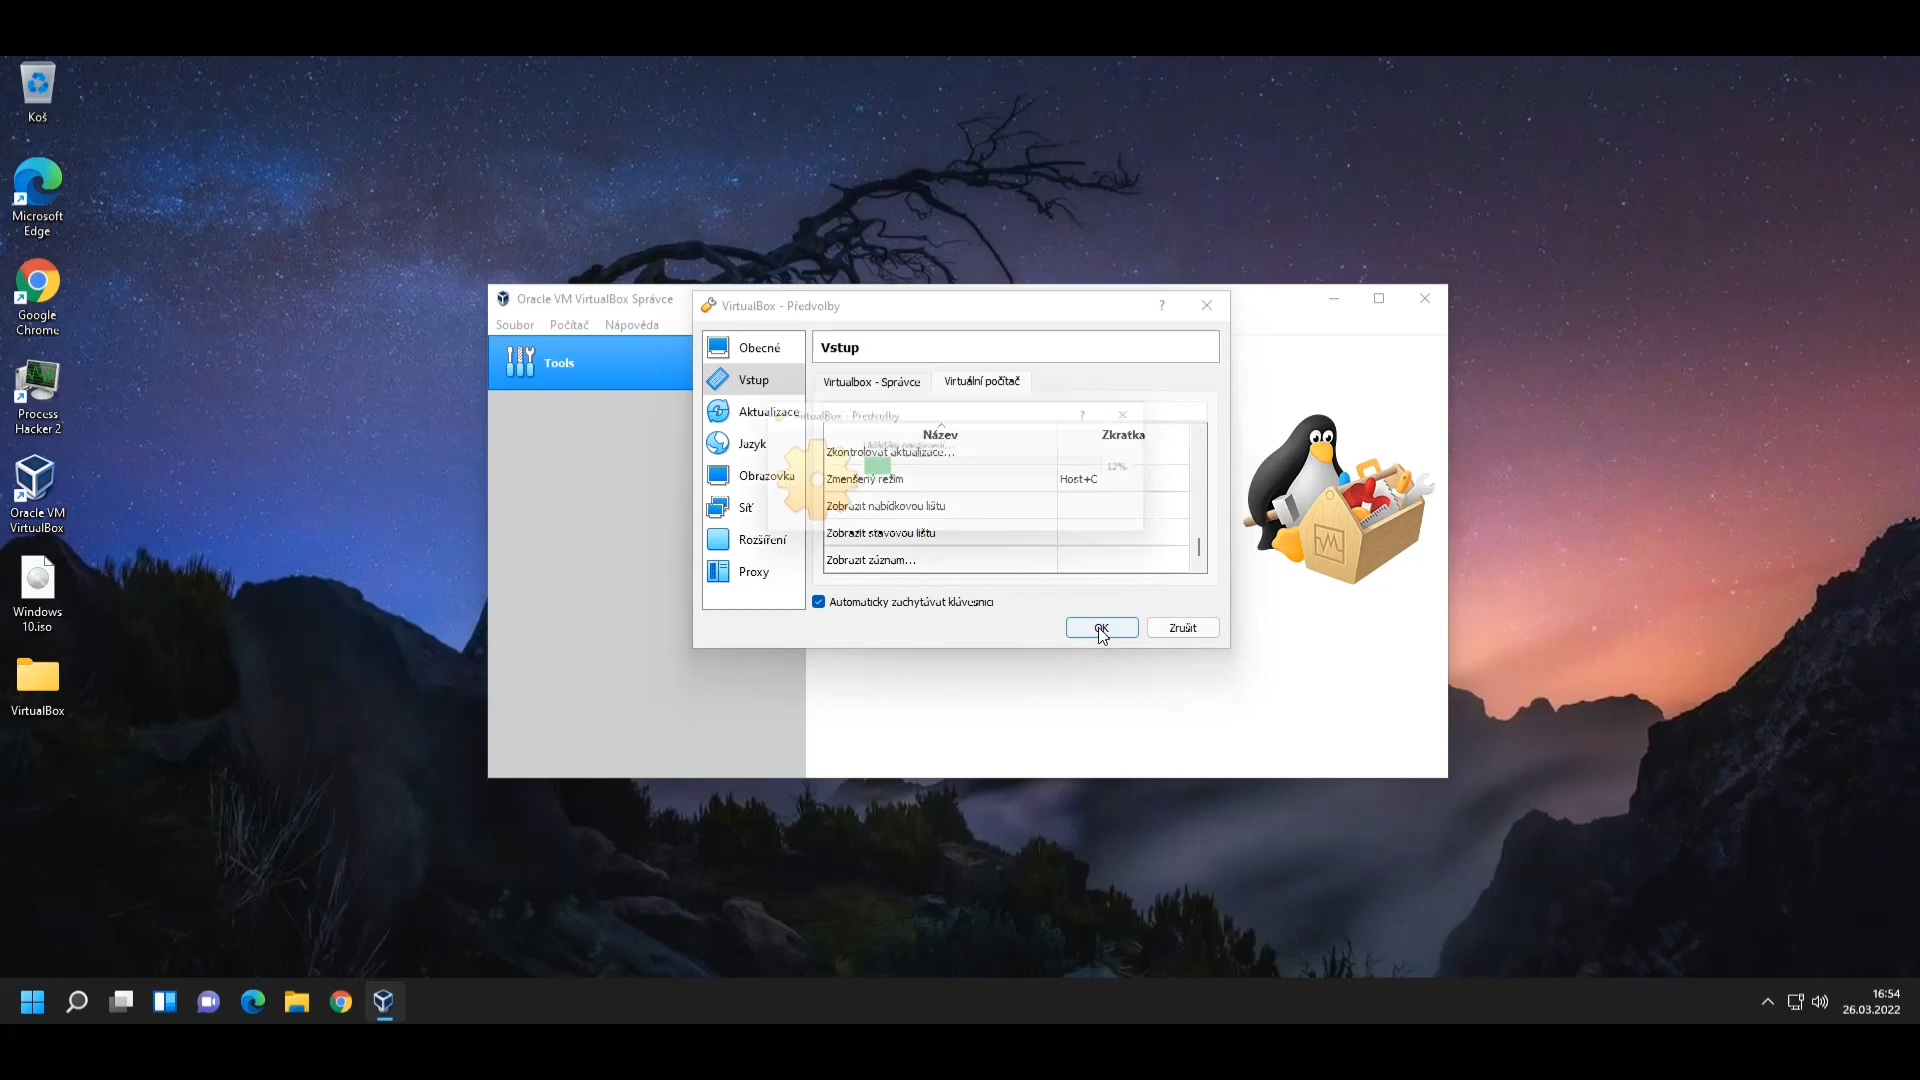 Koš
Microsoft
Edge
Google
Chrome
Process
Hacker 2
Oracle VM
VirtualBox
Windows
10.iso
VirtualBox
Oracle VM VirtualBox Správce
Soubor
Počítač
Nápověda
Tools
VirtualBox - Předvolby
?
Obecné
Vstup
Aktualizace
Jazyk
Obrazovka
Síť
Rozšíření
Proxy
Vstup
Virtualbox - Správce
Virtuální počítač
VirtualBox - Předvolby
?
Název
Zkratka
Zkontrolovat aktualizace...
12%
Zmenšený režim
Host+C
Zobrazit nabídkovou lištu
Zobrazit stavovou lištu
Zobrazit záznam...
Automaticky zachytávat klávesnici
OK
Zrušit
16:54
26.03.2022